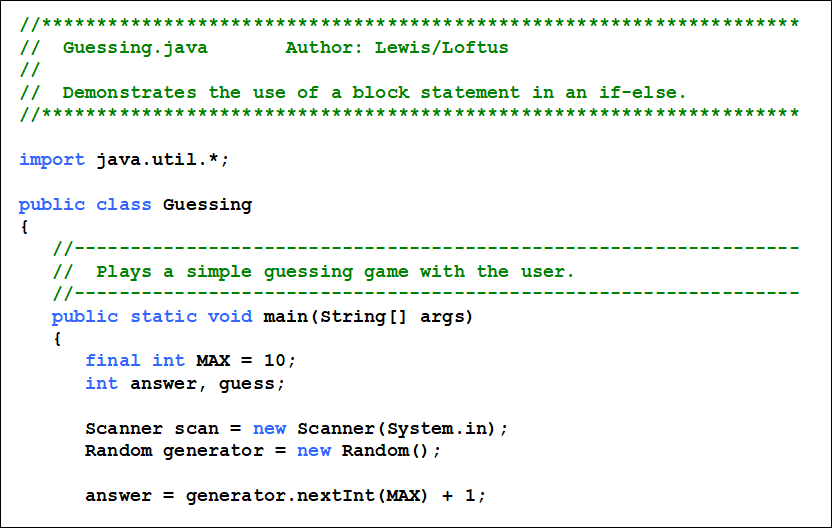 //********************************************************************
//  Guessing.java       Author: Lewis/Loftus
//
//  Demonstrates the use of a block statement in an if-else.
//********************************************************************
import java.util.*;
public class Guessing
{
   //-----------------------------------------------------------------
   //  Plays a simple guessing game with the user.
   //-----------------------------------------------------------------
   public static void main(String[] args)
   {
      final int MAX = 10;
      int answer, guess;
      Scanner scan = new Scanner(System.in);
      Random generator = new Random();
      answer = generator.nextInt(MAX) + 1;